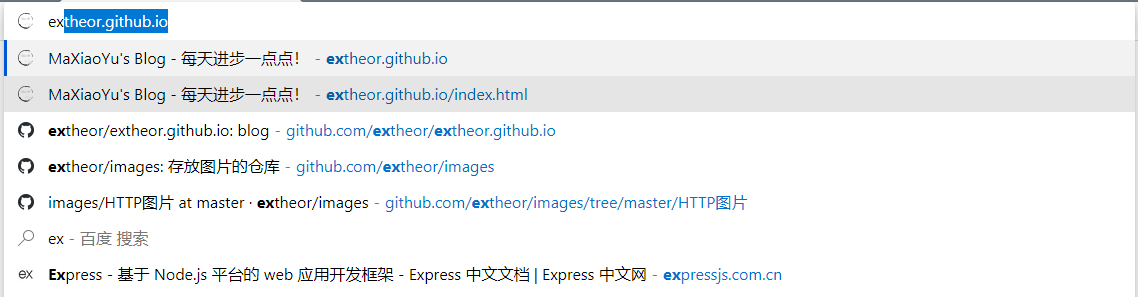 extheor.github.io
MaXiaoYu's Blog - 每天进步一点点! - extheor.github.io
MaXiaoYu's Blog - 每天进步一点点! - extheor.github.io/index.html
extheor/extheor.github.io: blog - github.com/extheor/extheor.github.io
extheor/images: 存放图片的仓库 - github.com/extheor/images
images/HTTP图片 at master · extheor/images - github.com/extheor/images/tree/master/HTTP图片
ex - 百度 搜索
ex Express - 基于 Node.js 平台的 web 应用开发框架 - Express 中文文档 | Express 中文网 - expressjs.com.cn